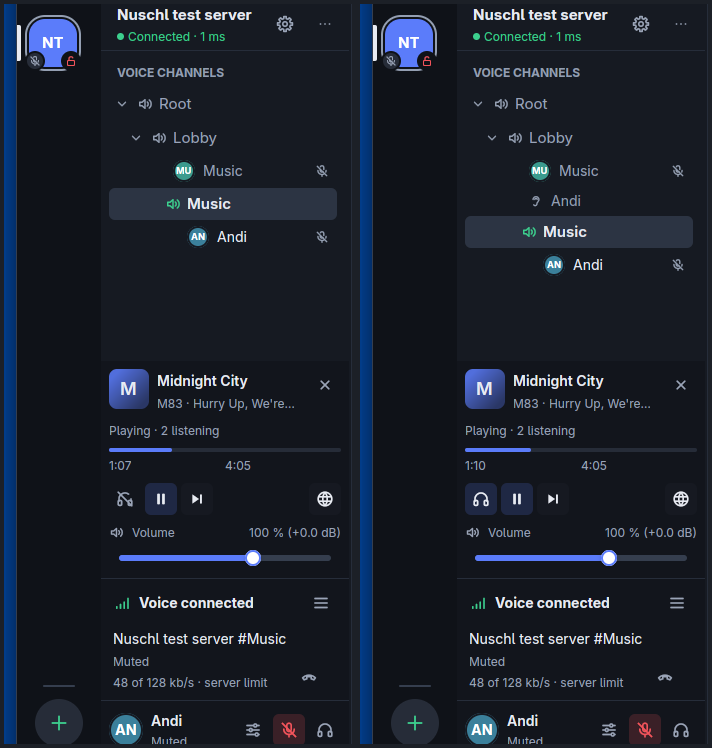 NT
Nuschl test server
Connected · 1 ms
VOICE CHANNELS
Root
Lobby
MU Music
Music
AN Andi
M
Midnight City
M83 · Hurry Up, We're...
Playing · 2 listening
1:07 4:05
Volume 100 % (+0.0 dB)
Voice connected
Nuschl test server #Music
Muted
48 of 128 kb/s · server limit
AN Andi
Muted
NT
Nuschl test server
Connected · 1 ms
VOICE CHANNELS
Root
Lobby
MU Music
Andi
Music
AN Andi
M
Midnight City
M83 · Hurry Up, We're...
Playing · 2 listening
1:10 4:05
Volume 100 % (+0.0 dB)
Voice connected
Nuschl test server #Music
Muted
48 of 128 kb/s · server limit
AN Andi
Muted